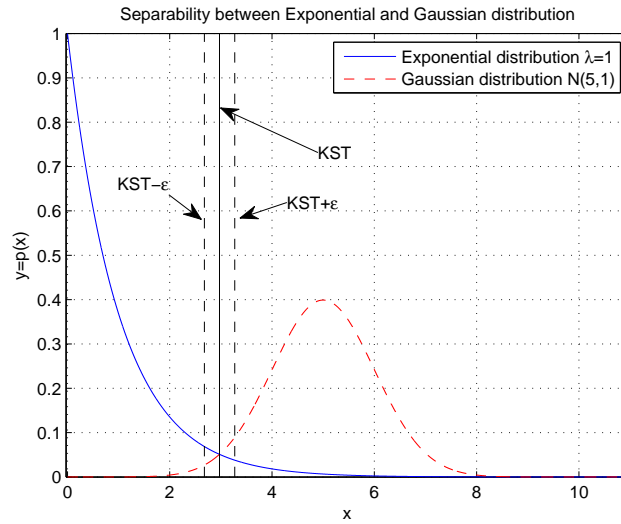 Separability between Exponential and Gaussian distribution
Exponential distribution λ=1
Gaussian distribution N(5,1)
KST
KST−ε
KST+ε
y=p(x)
1
0.9
0.8
0.7
0.6
0.5
0.4
0.3
0.2
0.1
0
0 2 4 6 8 10
x